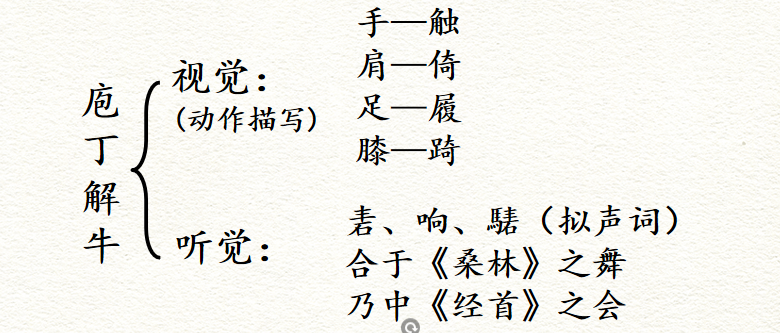 庖丁解牛
视觉：
（动作描写）
手—触
肩—倚
足—履
膝—踦
听觉：
砉、响、騞（拟声词）
合于《桑林》之舞
乃中《经首》之会